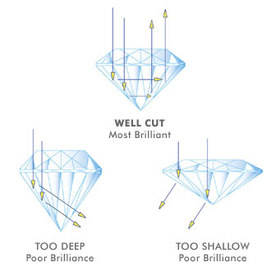 WELL CUT
Most Brilliant
TOO DEEP
Poor Brilliance
TOO SHALLOW
Poor Brilliance